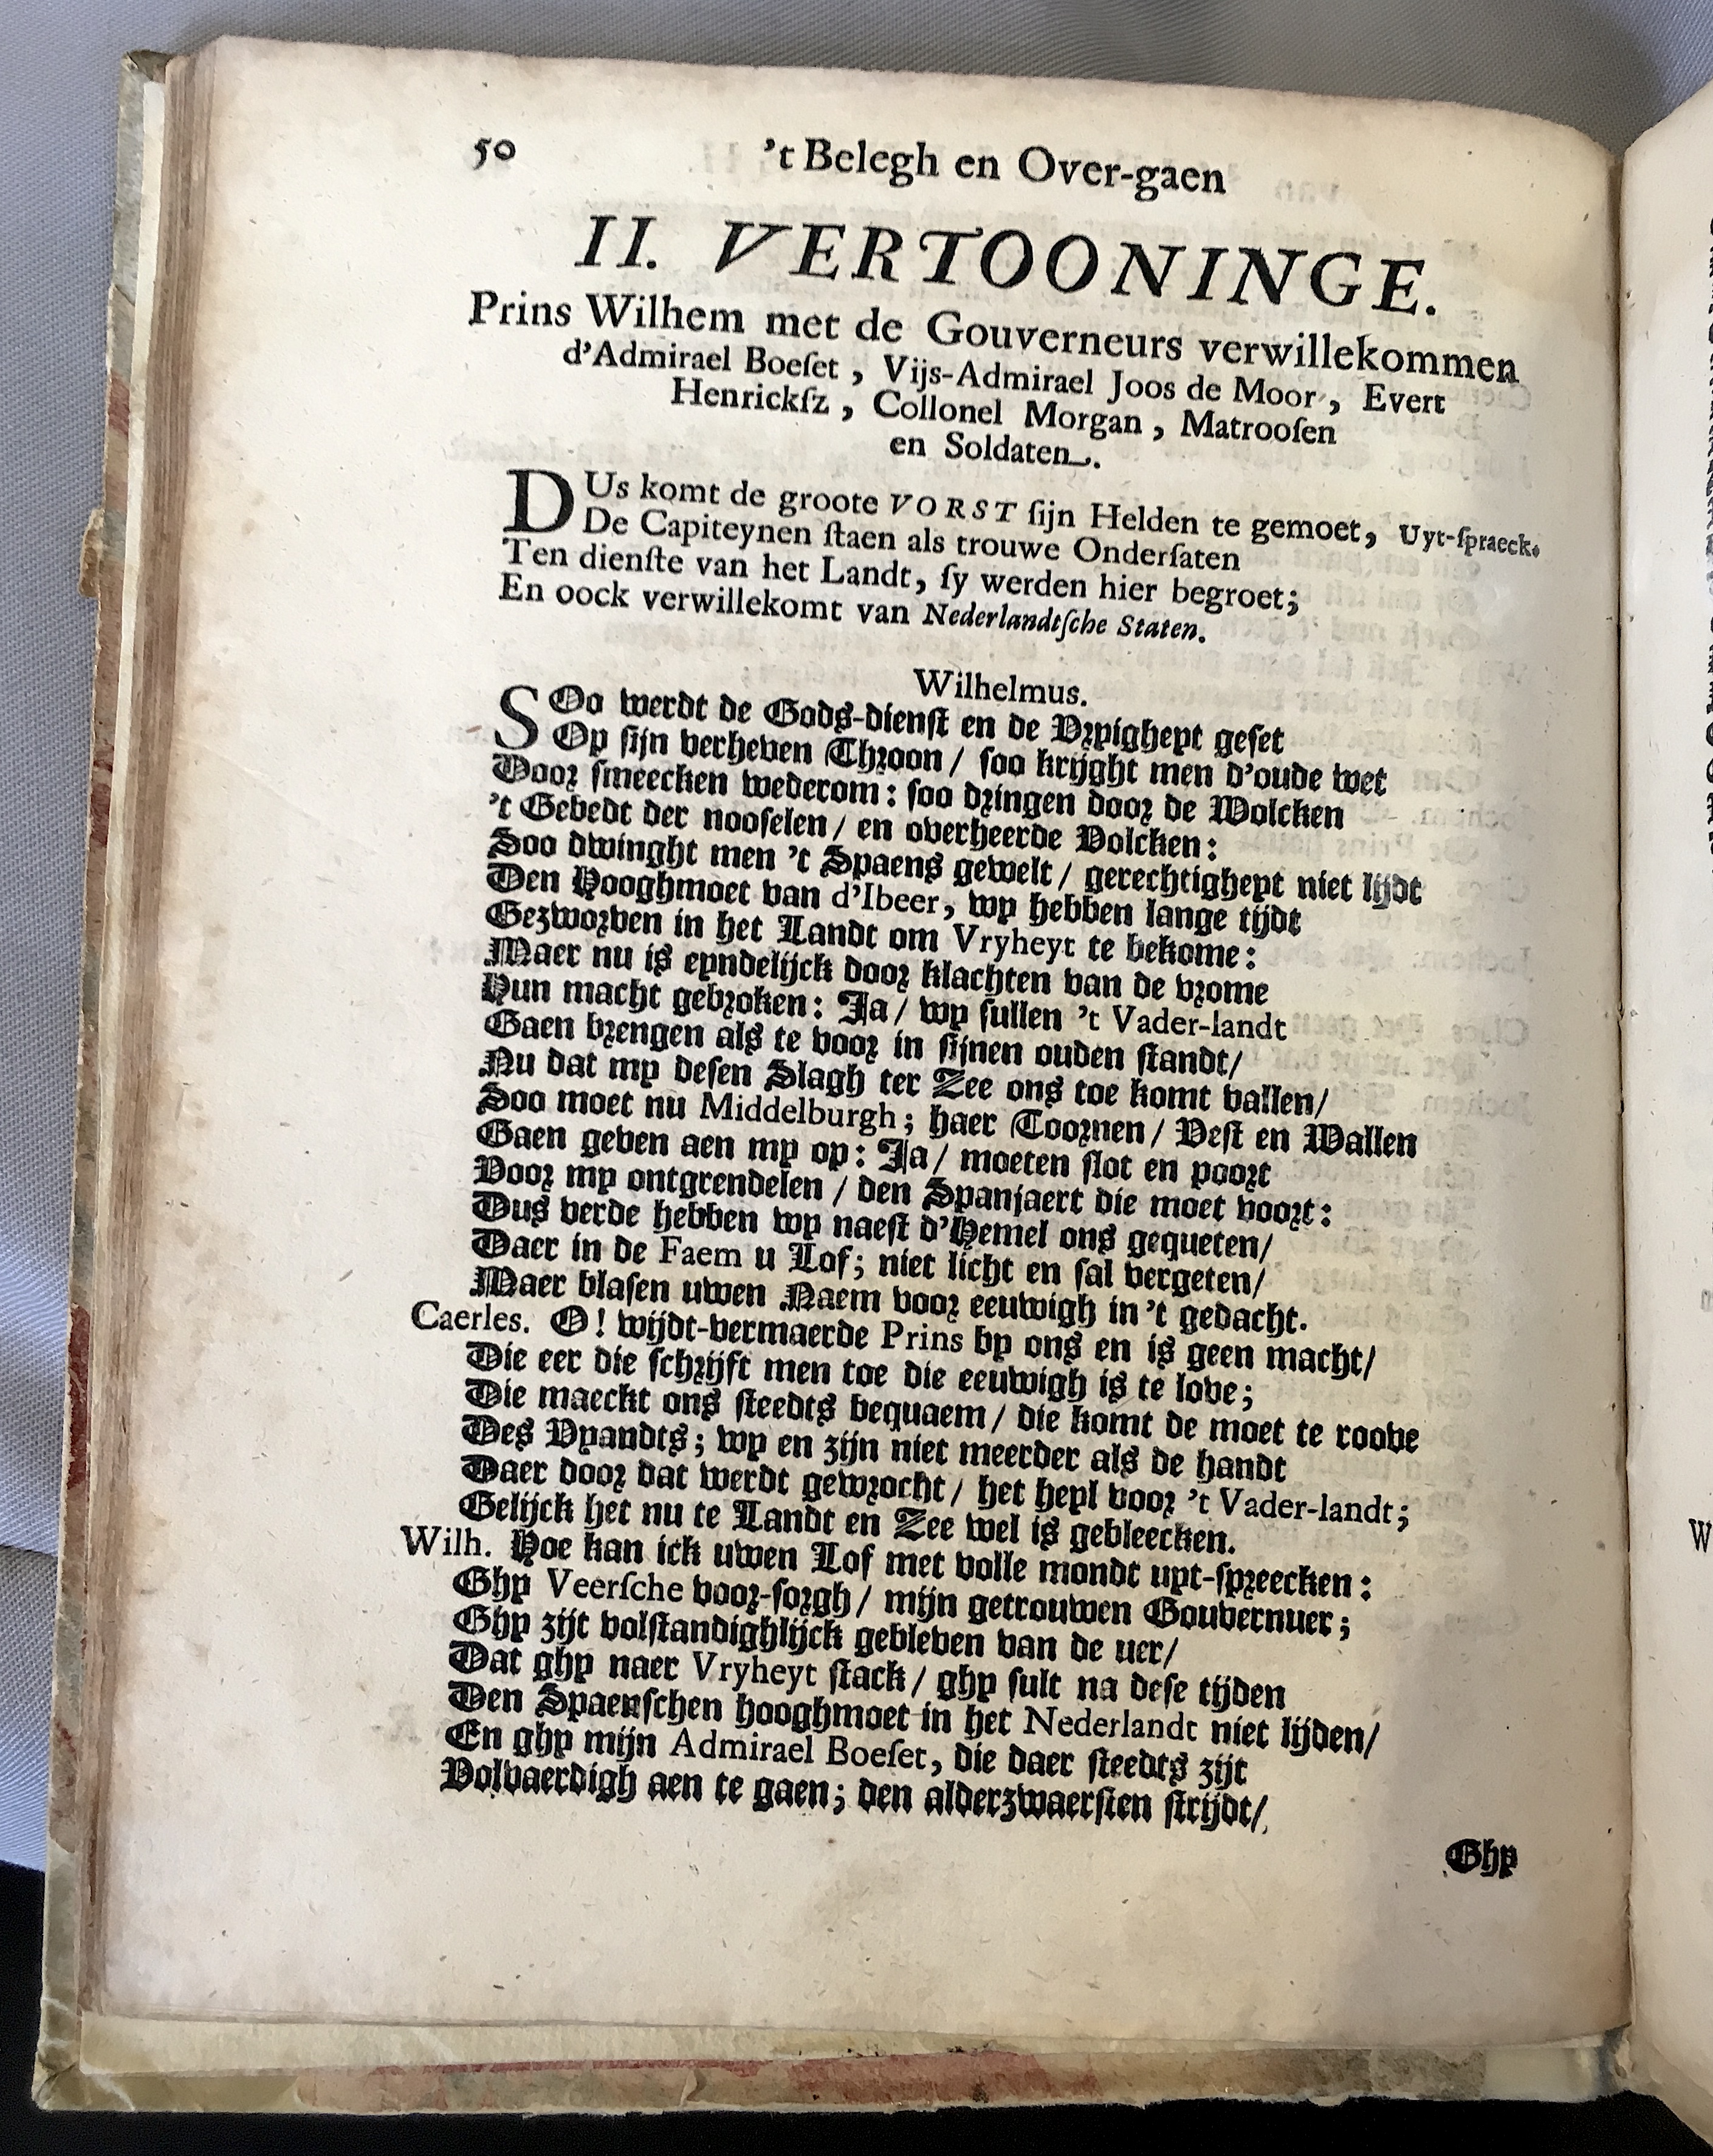 50 't Belegh en Over-gaen
II. VERTOONINGE.
Prins Wilhem met de Gouverneurs verwillekommen
d'Admirael Boeſet, Vijs-Admirael Joos de Moor, Evert
Henrickſz, Collonel Morgan, Matrooſen
en Soldaten.
DUs komt de groote VORST ſijn Helden te gemoet, Uyt-ſpraeck.
De Capiteynen ſtaen als trouwe Onderſaten
Ten dienſte van het Landt, ſy werden hier begroet;
En oock verwillekomt van Nederlandtſche Staten.
Wilhelmus.
SOo werdt de Gods-dienſt en de Vryigheyt geſet
Op ſijn verheven Throon / ſoo krijght men d'oude wet
Door ſmeecken wederom: ſoo dringen door de Wolcken
't Gebedt der nooſelen / en overheerde Volcken:
Soo dwinght men 't Spaens gewelt / gerechtigheyt niet lijdt
Den Hooghmoet van d'Ibeer, wy hebben lange tijdt
Gezworven in het Landt om Vryheyt te bekome:
Maer nu is eyndelijck door klachten van de vrome
Hun macht gebroken: Ja / wy ſullen 't Vader-landt
Gaen brengen als te voor in ſijnen ouden ſtandt /
Nu dat my deſen Slagh ter Zee ons toe komt vallen /
Soo moet nu Middelburgh; haer Toornen / Veſt en Wallen
Gaen geven aen my op: Ja / moeten ſlot en poort
Voor my ontgrendelen / den Spanjaert die moet voort:
Dus verde hebben wy naeſt d'Hemel ons gequeten /
Daer in de Faem u Lof; niet licht en ſal vergeten /
Maer blaſen uwen Naem voor eeuwigh in 't gedacht.
Caerles. O! wijdt-vermaerde Prins by ons en is geen macht /
Die eer die ſchrijft men toe die eeuwigh is te love;
Die maeckt ons ſteedts bequaem / die komt de moet te roove
Des Vyandts; wy en zijn niet meerder als de handt
Daer door dat werdt gewrocht / het heyl voor 't Vader-landt;
Gelijck het nu te Landt en Zee wel is gebleecken.
Wilh. Hoe kan ick uwen Lof met volle mondt uyt-ſpreecken:
Ghy Veerſche voor-ſorgh / mijn getrouwen Gouvernuer;
Ghy zijt volſtandighlijck gebleven van de uer /
Dat ghy naer Vryheyt ſtack / ghy ſult na deſe tijden
Den Spaenſchen hooghmoet in het Nederlandt niet lijden /
En ghy mijn Admirael Boeſet, die daer ſteedts zijt
Volvaerdigh aen te gaen; den alderzwaerſten ſtrijdt /
Ghy